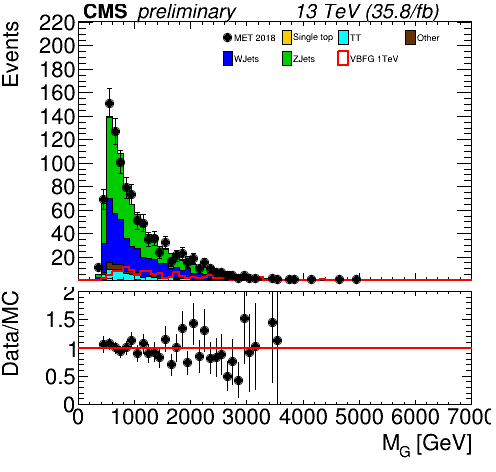 CMS preliminary 13 TeV (35.8/fb)
Events
220
200
180
160
140
120
100
80
60
40
20
MET 2018 Single top TT Other
WJets ZJets VBFG 1TeV
Data/MC
2
1.5
1
0.5
0
0 1000 2000 3000 4000 5000 6000 7000
M_G [GeV]